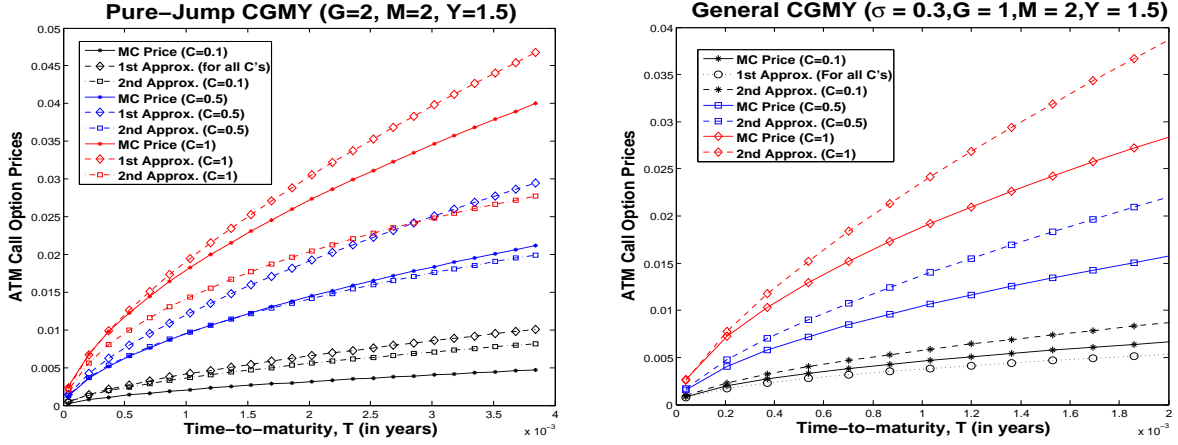 Pure-Jump CGMY (G=2, M=2, Y=1.5)
ATM Call Option Prices
0.05
0.045
0.04
0.035
0.03
0.025
0.02
0.015
0.01
0.005
0
MC Price (C=0.1)
1st Approx. (for all C's)
2nd Approx. (C=0.1)
MC Price (C=0.5)
1st Approx. (C=0.5)
2nd Approx. (C=0.5)
MC Price (C=1)
1st Approx. (C=1)
2nd Approx. (C=1)
0 0.5 1 1.5 2 2.5 3 3.5 4
x 10⁻³
Time-to-maturity, T (in years)
General CGMY (σ = 0.3,G = 1,M = 2,Y = 1.5)
ATM Call Option Prices
0.04
0.035
0.03
0.025
0.02
0.015
0.01
0.005
0
MC Price (C=0.1)
1st Approx. (For all C's)
2nd Approx. (C=0.1)
MC Price (C=0.5)
2nd Approx. (C=0.5)
MC Price (C=1)
2nd Approx. (C=1)
0 0.2 0.4 0.6 0.8 1 1.2 1.4 1.6 1.8 2
x 10⁻³
Time-to-maturity, T (in years)